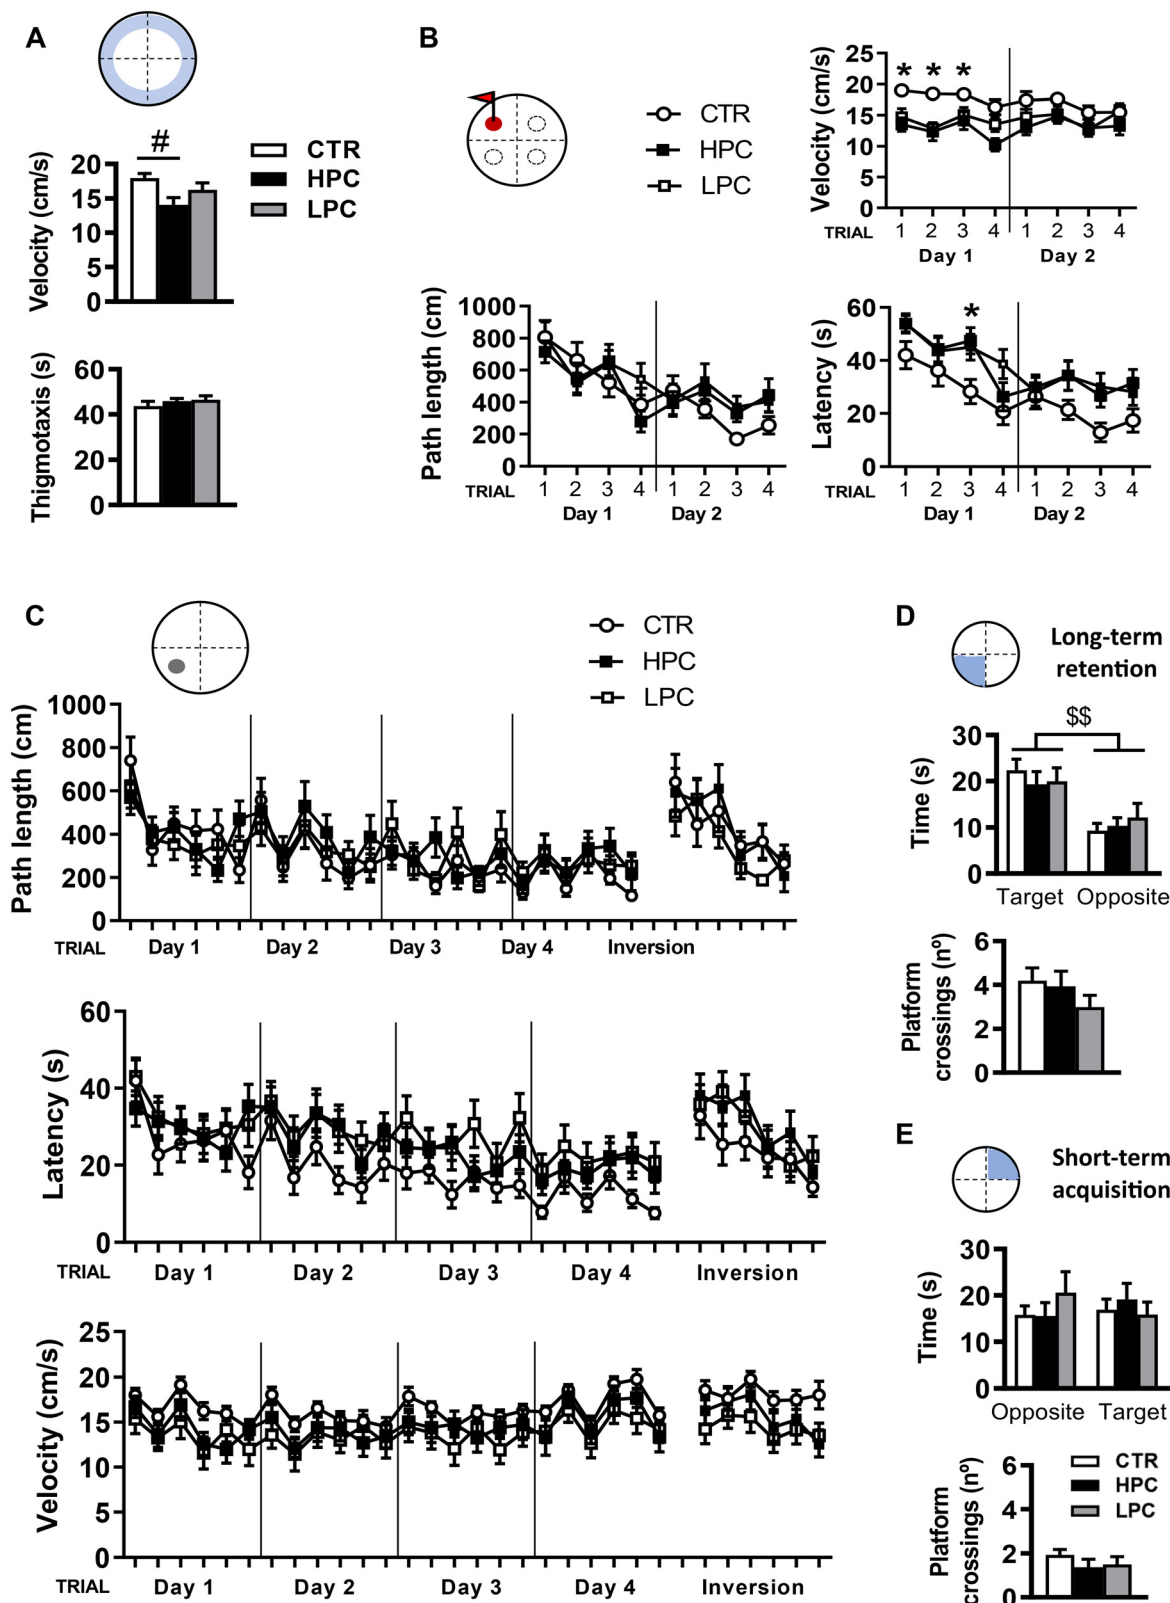 A
#
CTR
HPC
LPC
Velocity (cm/s)
20
15
10
5
0
Thigmotaxis (s)
60
40
20
0
B
CTR
HPC
LPC
Velocity (cm/s)
25
20
15
10
5
0
* * *
TRIAL 1 2 3 4 1 2 3 4
Day 1 Day 2
Path length (cm)
1000
800
600
400
200
0
TRIAL 1 2 3 4 1 2 3 4
Day 1 Day 2
Latency (s)
60
40
20
0
*
TRIAL 1 2 3 4 1 2 3 4
Day 1 Day 2
C
CTR
HPC
LPC
Path length (cm)
1000
800
600
400
200
0
TRIAL Day 1 Day 2 Day 3 Day 4 Inversion
Latency (s)
60
40
20
0
TRIAL Day 1 Day 2 Day 3 Day 4 Inversion
Velocity (cm/s)
25
20
15
10
5
0
TRIAL Day 1 Day 2 Day 3 Day 4 Inversion
D
Long-term
retention
$$
Time (s)
30
20
10
0
Target Opposite
Platform
crossings (nº)
6
4
2
0
E
Short-term
acquisition
Time (s)
30
20
10
0
Opposite Target
Platform
crossings (nº)
6
4
2
0
CTR
HPC
LPC